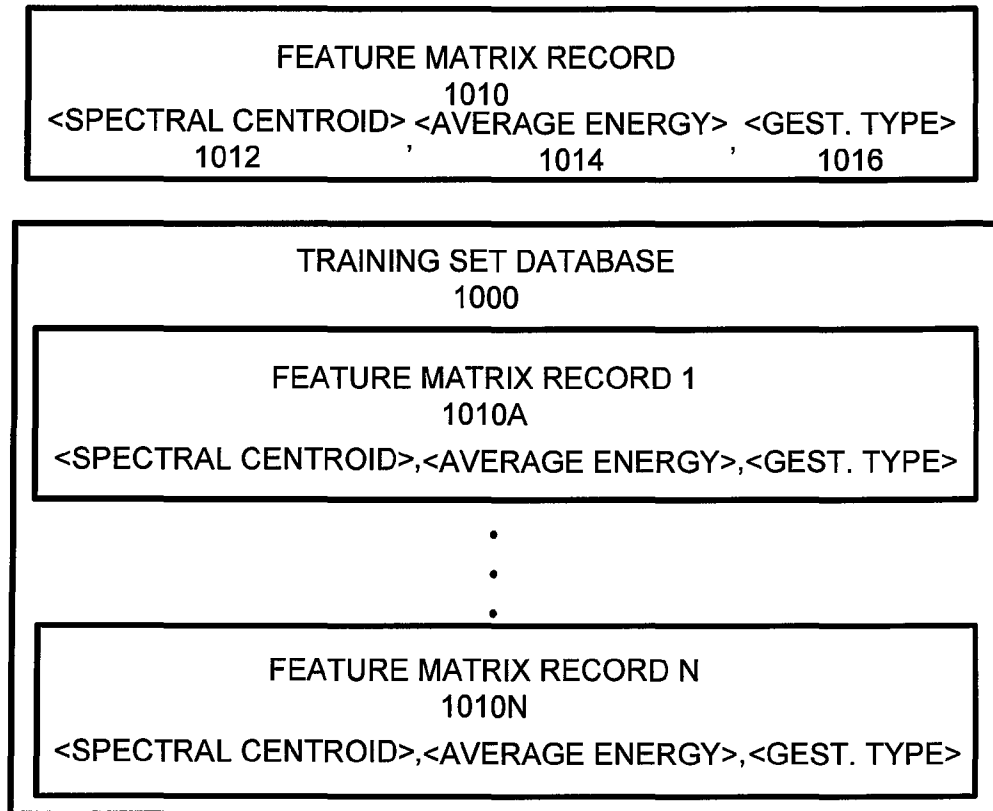 FEATURE MATRIX RECORD
1010
<SPECTRAL CENTROID>,<AVERAGE ENERGY>,<GEST. TYPE>
1012 1014 1016
TRAINING SET DATABASE
1000
FEATURE MATRIX RECORD 1
1010A
<SPECTRAL CENTROID>,<AVERAGE ENERGY>,<GEST. TYPE>
FEATURE MATRIX RECORD N
1010N
<SPECTRAL CENTROID>,<AVERAGE ENERGY>,<GEST. TYPE>